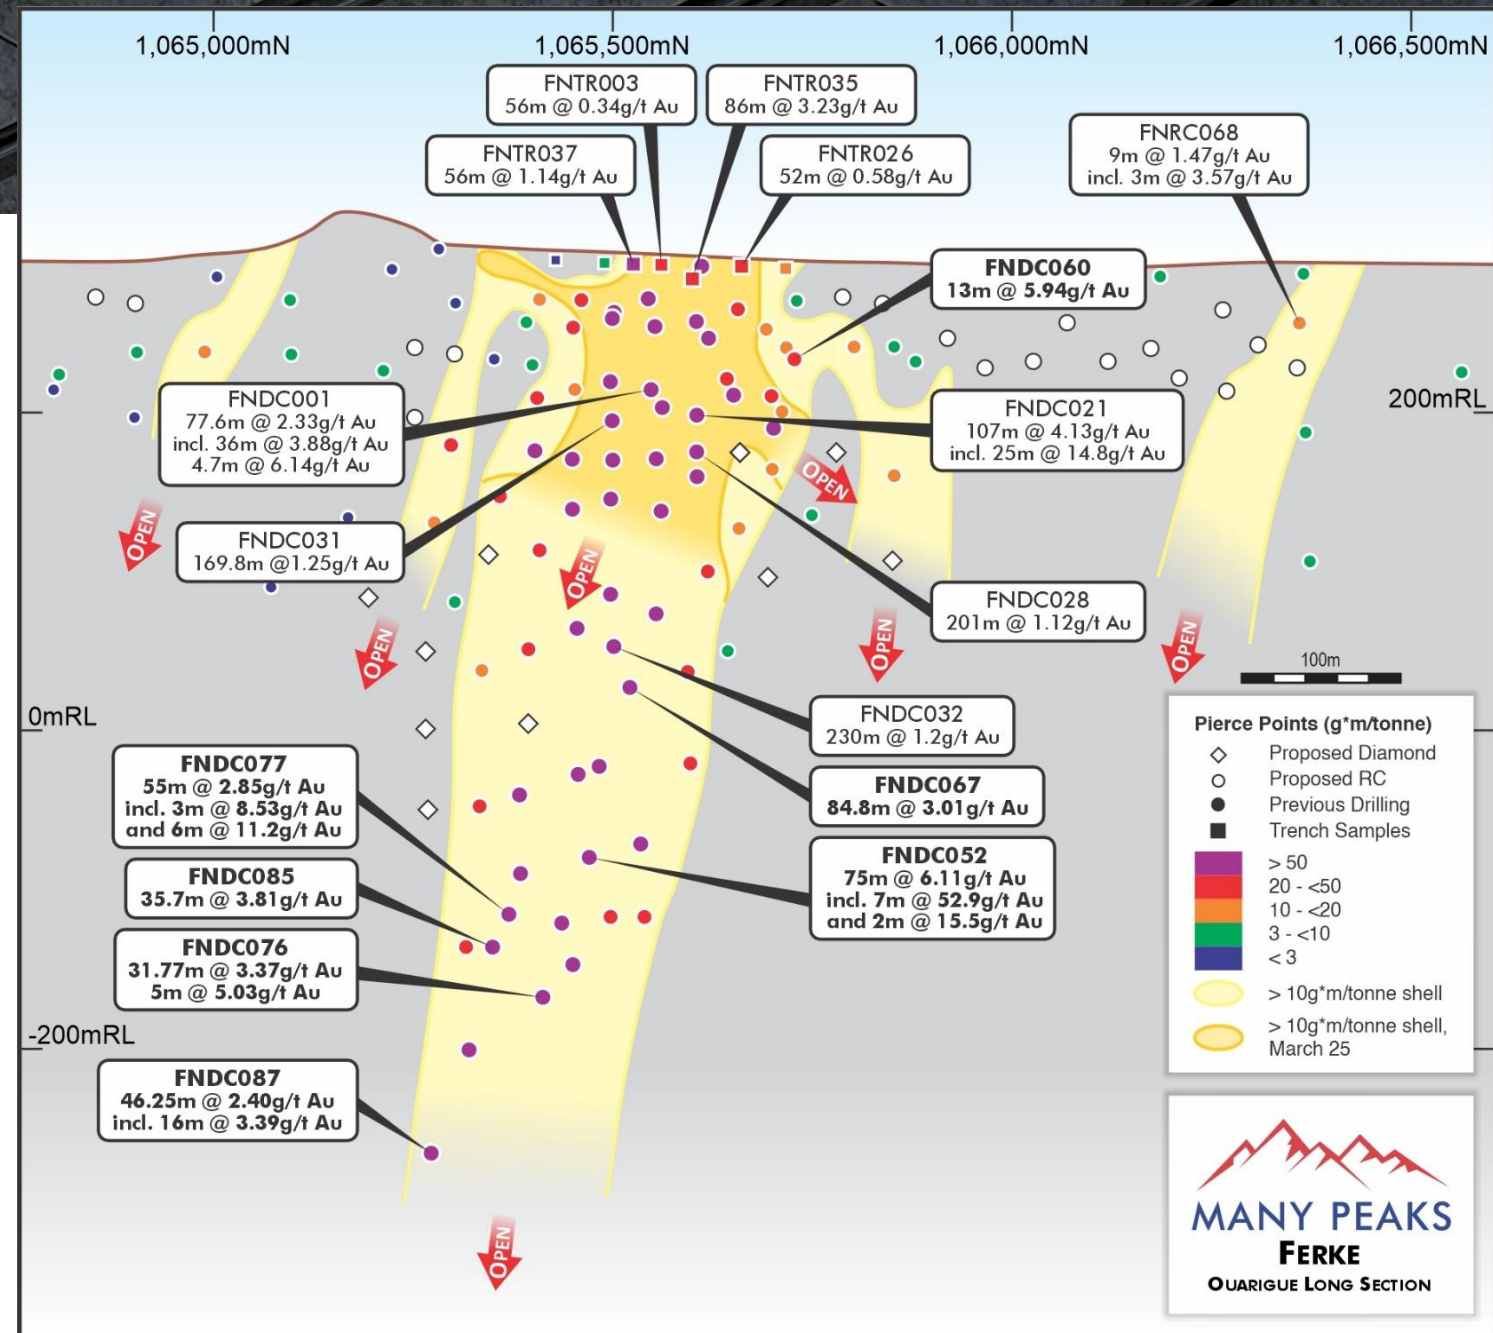 1,065,000mN
1,065,500mN
1,066,000mN
1,066,500mN
FNTR003
56m @ 0.34g/t Au
FNTR035
86m @ 3.23g/t Au
FNTR037
56m @ 1.14g/t Au
FNTR026
52m @ 0.58g/t Au
FNRC068
9m @ 1.47g/t Au
incl. 3m @ 3.57g/t Au
FNDC060
13m @ 5.94g/t Au
FNDC001
77.6m @ 2.33g/t Au
incl. 36m @ 3.88g/t Au
4.7m @ 6.14g/t Au
FNDC021
107m @ 4.13g/t Au
incl. 25m @ 14.8g/t Au
200mRL
OPEN
OPEN
FNDC031
169.8m @1.25g/t Au
OPEN
FNDC028
201m @ 1.12g/t Au
OPEN
OPEN
OPEN
100m
0mRL
FNDC032
230m @ 1.2g/t Au
FNDC077
55m @ 2.85g/t Au
incl. 3m @ 8.53g/t Au
and 6m @ 11.2g/t Au
FNDC067
84.8m @ 3.01g/t Au
FNDC085
35.7m @ 3.81g/t Au
FNDC052
75m @ 6.11g/t Au
incl. 7m @ 52.9g/t Au
and 2m @ 15.5g/t Au
FNDC076
31.77m @ 3.37g/t Au
5m @ 5.03g/t Au
-200mRL
FNDC087
46.25m @ 2.40g/t Au
incl. 16m @ 3.39g/t Au
OPEN
Pierce Points (g*m/tonne)
Proposed Diamond
Proposed RC
Previous Drilling
Trench Samples
> 50
20 - <50
10 - <20
3 - <10
< 3
> 10g*m/tonne shell
> 10g*m/tonne shell,
March 25
MANY PEAKS
FERKE
OUARIGUE LONG SECTION